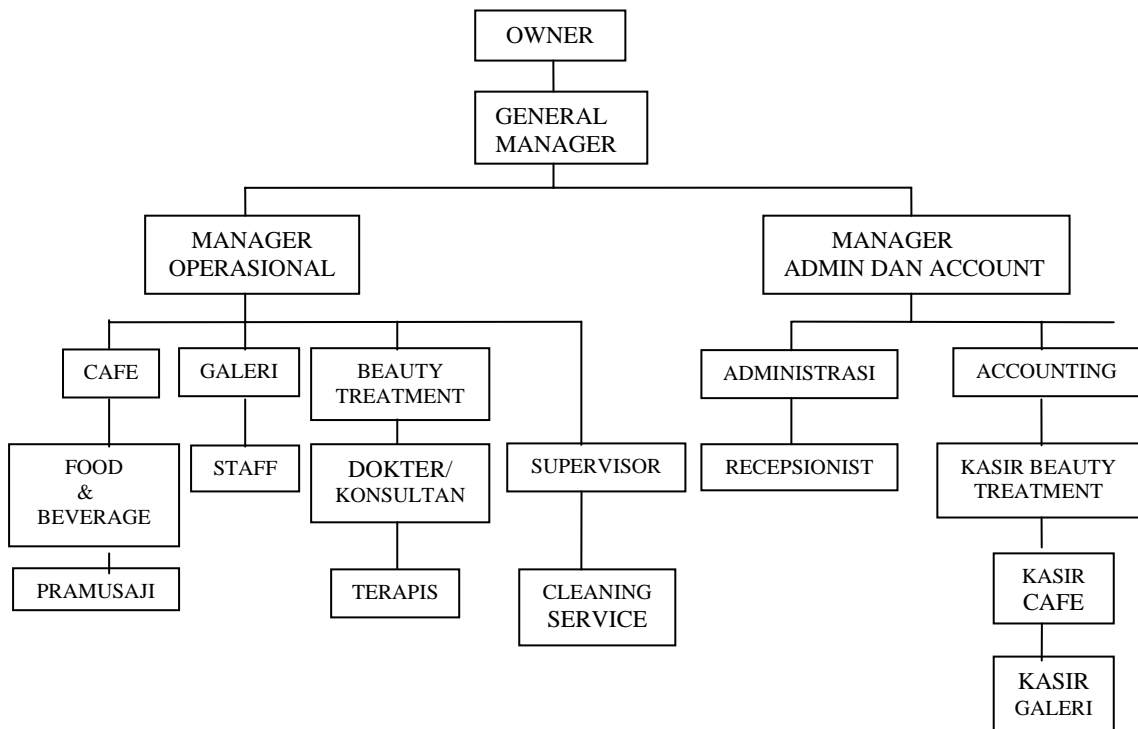 OWNER
GENERAL
MANAGER
MANAGER
OPERASIONAL
MANAGER
ADMIN DAN ACCOUNT
CAFE
GALERI
BEAUTY
TREATMENT
ADMINISTRASI
ACCOUNTING
FOOD
&
BEVERAGE
STAFF
DOKTER/
KONSULTAN
SUPERVISOR
RECEPSIONIST
KASIR BEAUTY
TREATMENT
PRAMUSAJI
TERAPIS
CLEANING
SERVICE
KASIR
CAFE
KASIR
GALERI